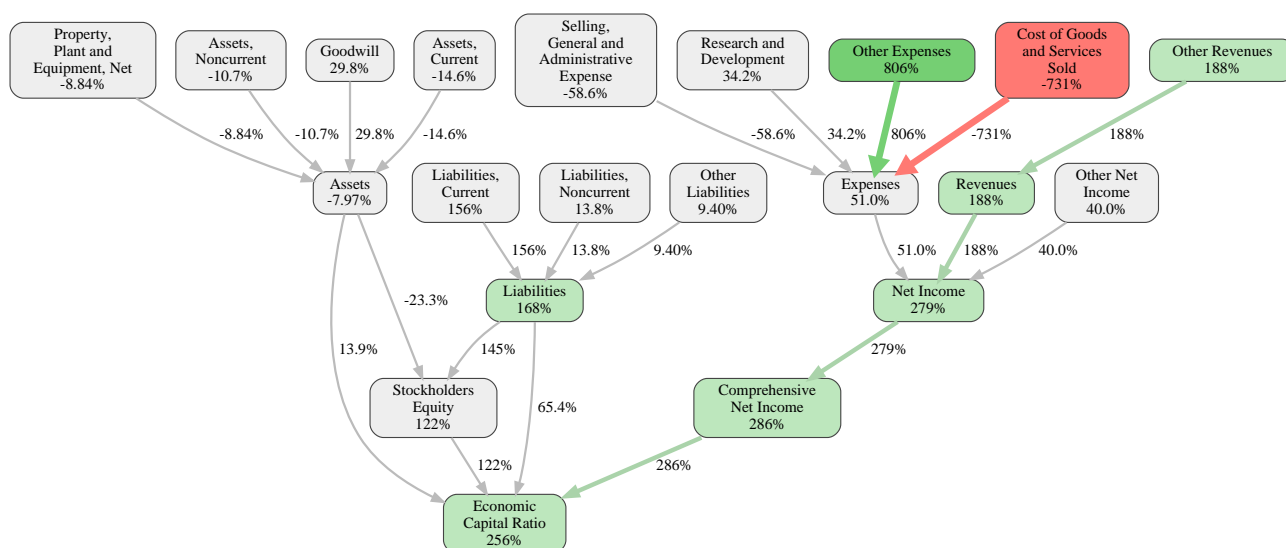 Property,
Plant and
Equipment, Net
-8.84%
Assets,
Noncurrent
-10.7%
Goodwill
29.8%
Assets,
Current
-14.6%
Selling,
General and
Administrative
Expense
-58.6%
Research and
Development
34.2%
Other Expenses
806%
Cost of Goods
and Services
Sold
-731%
Other Revenues
188%
-8.84%
-10.7%
29.8%
-14.6%
-58.6%
34.2%
806%
-731%
188%
Assets
-7.97%
Liabilities,
Current
156%
Liabilities,
Noncurrent
13.8%
Other
Liabilities
9.40%
Expenses
51.0%
Revenues
188%
Other Net
Income
40.0%
156%
13.8%
9.40%
51.0%
188%
40.0%
-23.3%
Liabilities
168%
Net Income
279%
13.9%
145%
279%
Stockholders
Equity
122%
65.4%
Comprehensive
Net Income
286%
122%
286%
Economic
Capital Ratio
256%